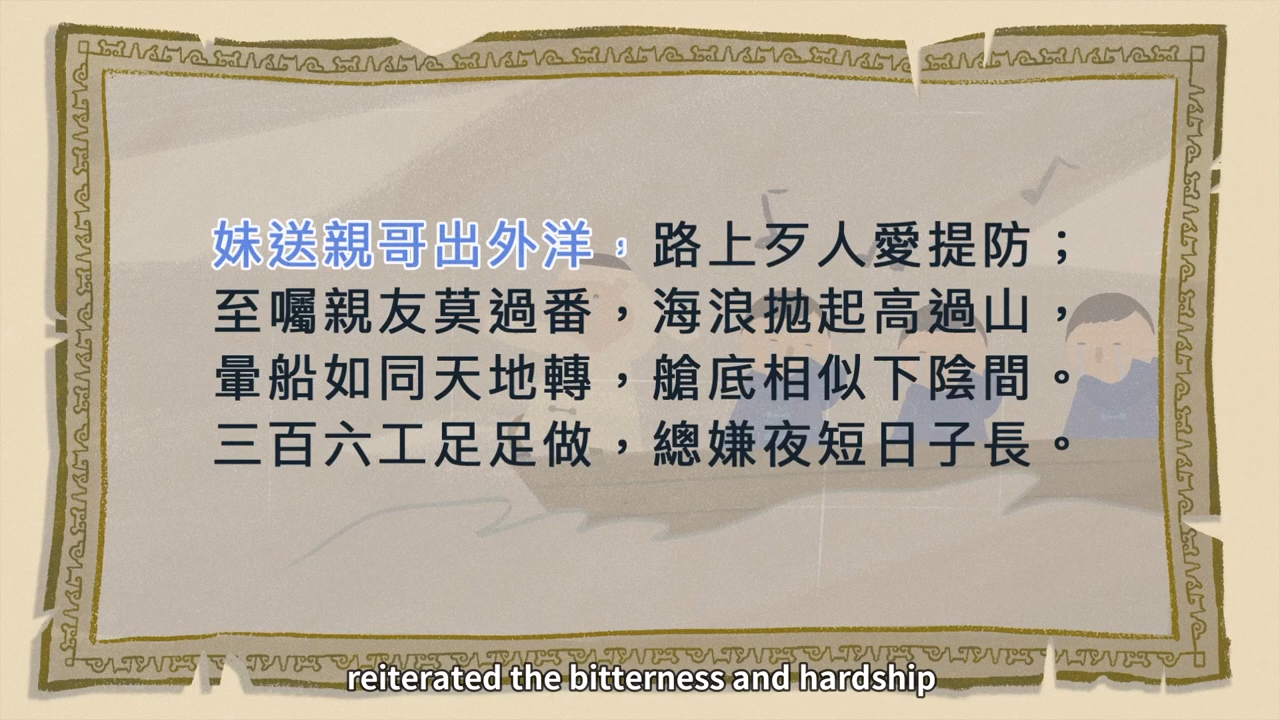 妹送親哥出外洋，路上歹人愛提防；
至囑親友莫過番，海浪拋起高過山，
暈船如同天地轉，艙底相似下陰間。
三百六工足足做，總嫌夜短日子長。
reiterated the bitterness and hardship